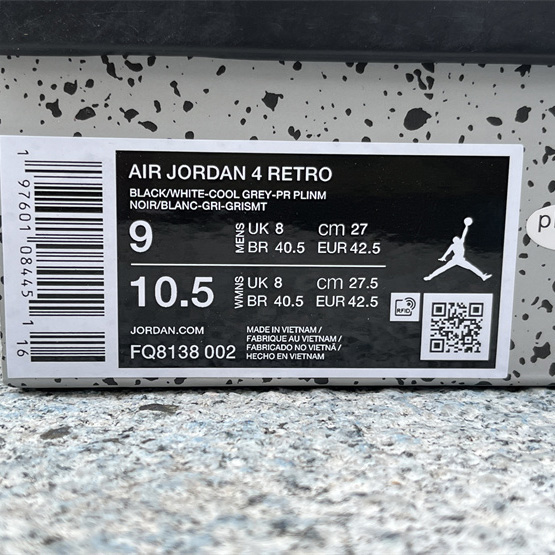 AIR JORDAN 4 RETRO
BLACK/WHITE-COOL GREY-PR PLINM
NOIR/BLANC-GRI-GRISMT
9 MENS UK 8 cm 27
BR 40.5 EUR 42.5
10.5 WMNS UK 8 cm 27.5
BR 40.5 EUR 42.5
JORDAN.COM
FQ8138 002
MADE IN VIETNAM /
FABRIQUE AU VIETNAM /
FABRICADO NO VIETNÃ /
HECHO EN VIETNAM
RFID
1 97601 08445 1 16